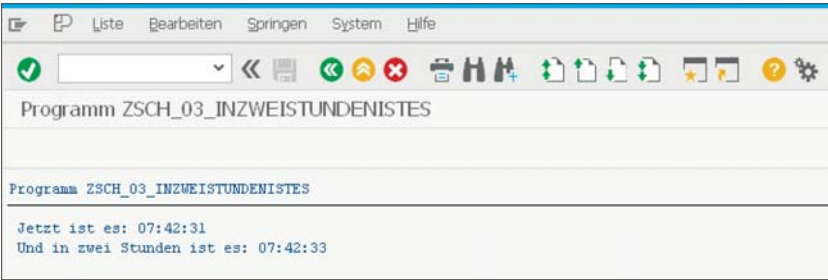 Liste Bearbeiten Springen System Hilfe
Programm ZSCH_03_INZWEISTUNDENISTES
Programm ZSCH_03_INZWEISTUNDENISTES
Jetzt ist es: 07:42:31
Und in zwei Stunden ist es: 07:42:33